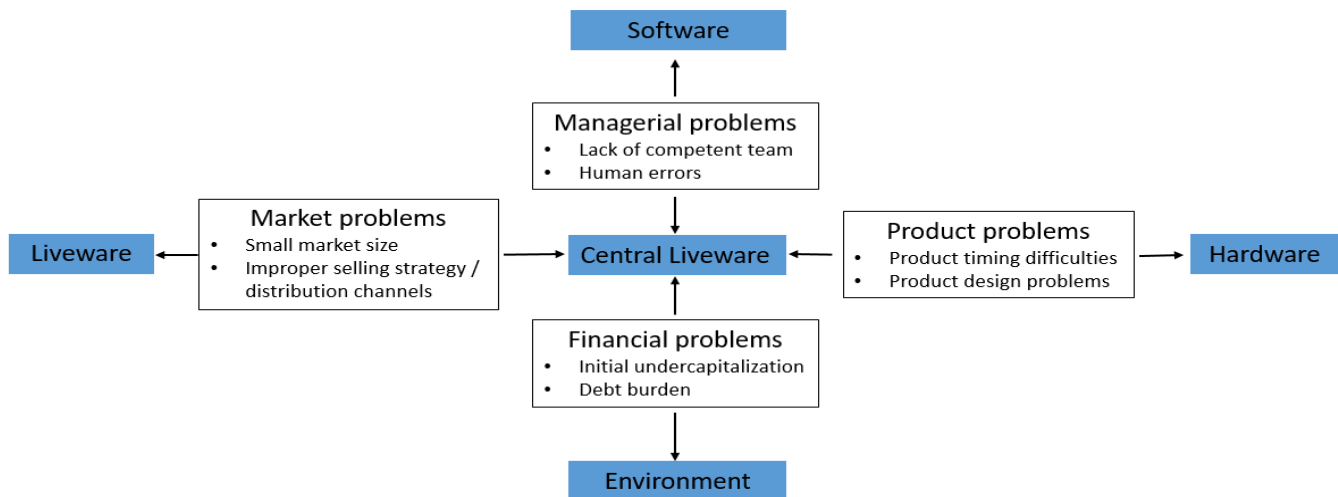 Software
Managerial problems
• Lack of competent team
• Human errors
Market problems
• Small market size
• Improper selling strategy /
distribution channels
Liveware
Central Liveware
Product problems
• Product timing difficulties
• Product design problems
Hardware
Financial problems
• Initial undercapitalization
• Debt burden
Environment